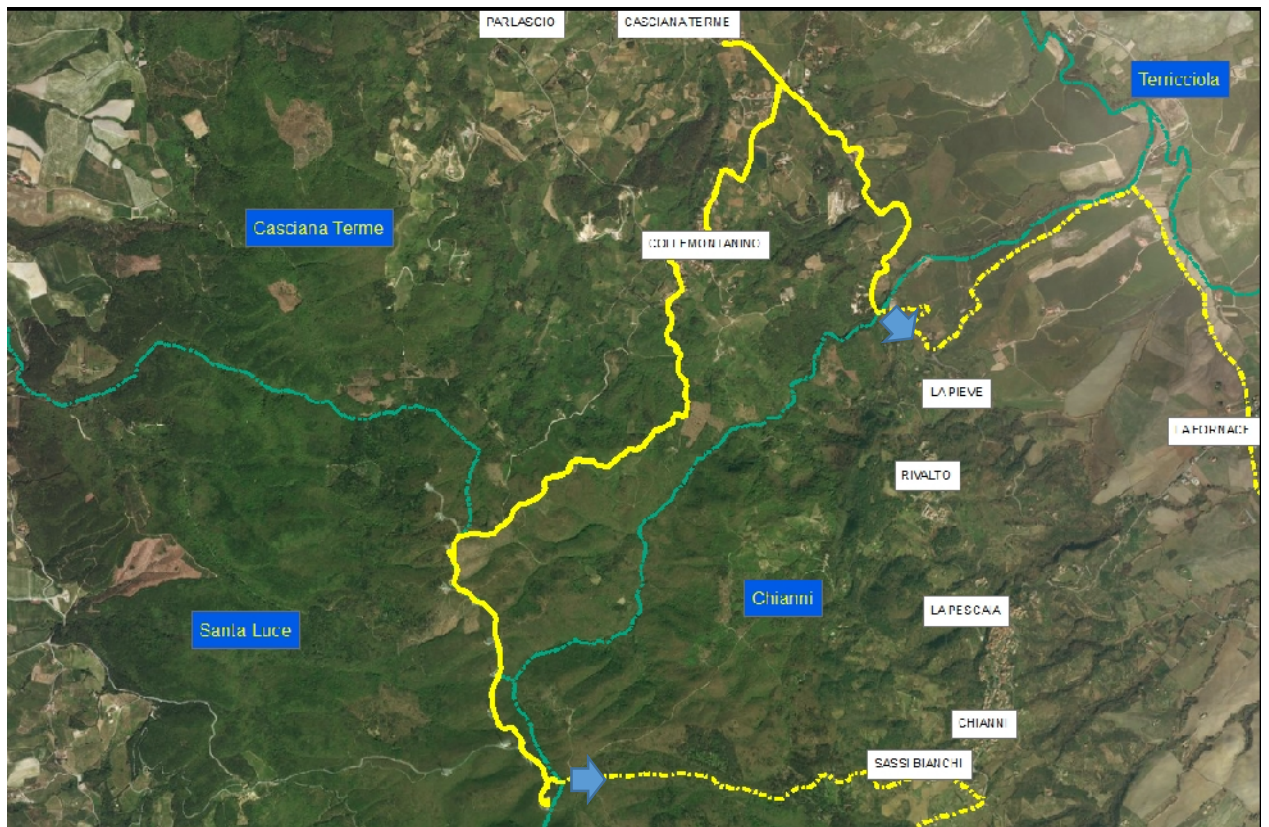 PARLASCIO
CASCIANA TERME
Terricciola
Casciana Terme
COLLEMONTANINO
LA PIEVE
LA FORNACE
RIVALTO
Chianni
LA PESCAIA
Santa Luce
CHIANNI
SASSI BIANCHI